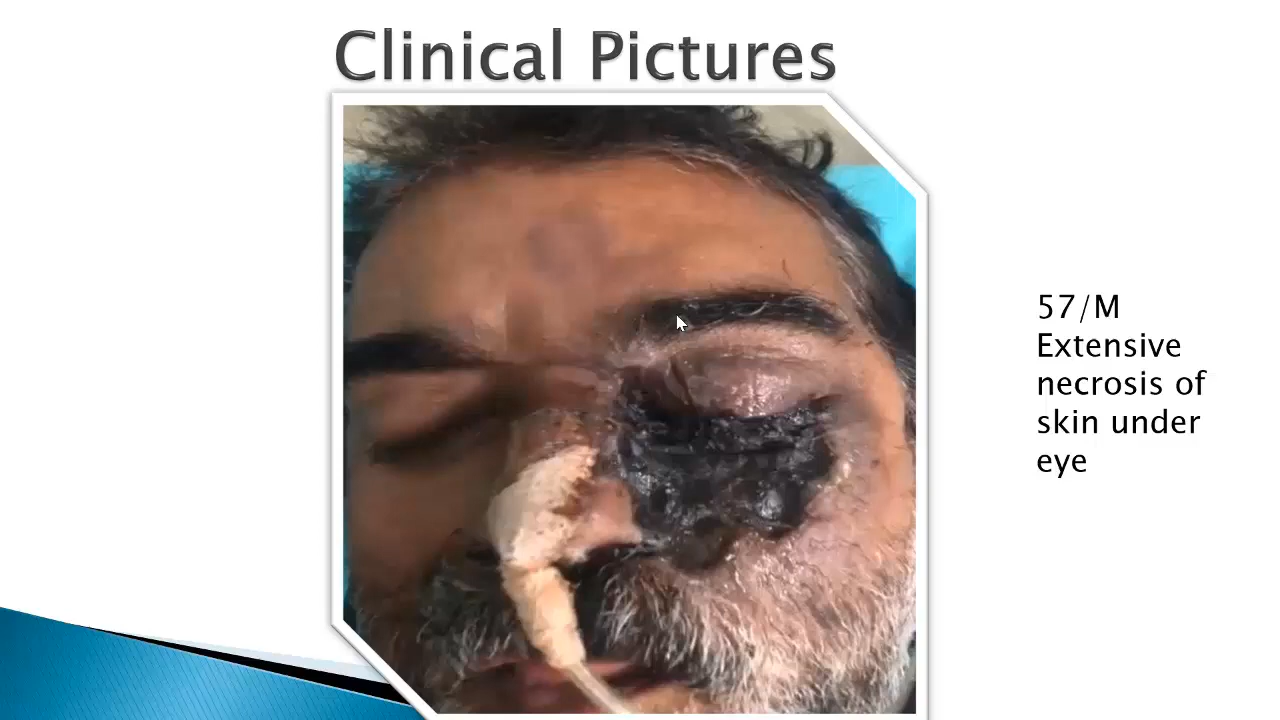 Clinical Pictures
57/M
Extensive
necrosis of
skin under
eye